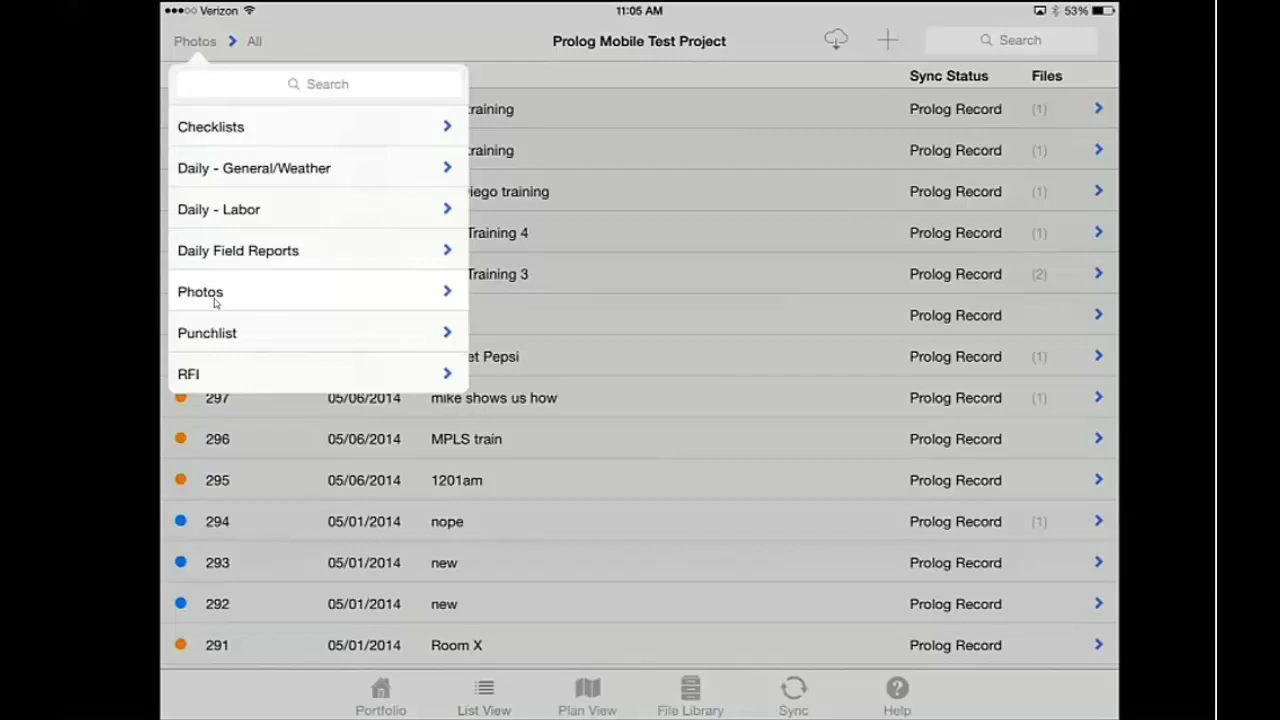 Verizon 11:05 AM 53%
Photos All Prolog Mobile Test Project Search
Search Sync Status Files
Checklists training Prolog Record (1)
Daily - General/Weather training Prolog Record (1)
Daily - Labor iego training Prolog Record (1)
Daily Field Reports Training 4 Prolog Record (1)
Photos Training 3 Prolog Record (2)
Punchlist Prolog Record
RFI et Pepsi Prolog Record (1)
297 05/06/2014 mike shows us how Prolog Record (1)
296 05/06/2014 MPLS train Prolog Record
295 05/06/2014 1201am Prolog Record
294 05/01/2014 nope Prolog Record (1)
293 05/01/2014 new Prolog Record
292 05/01/2014 new Prolog Record
291 05/01/2014 Room X Prolog Record
Portfolio List View Plan View File Library Sync Help